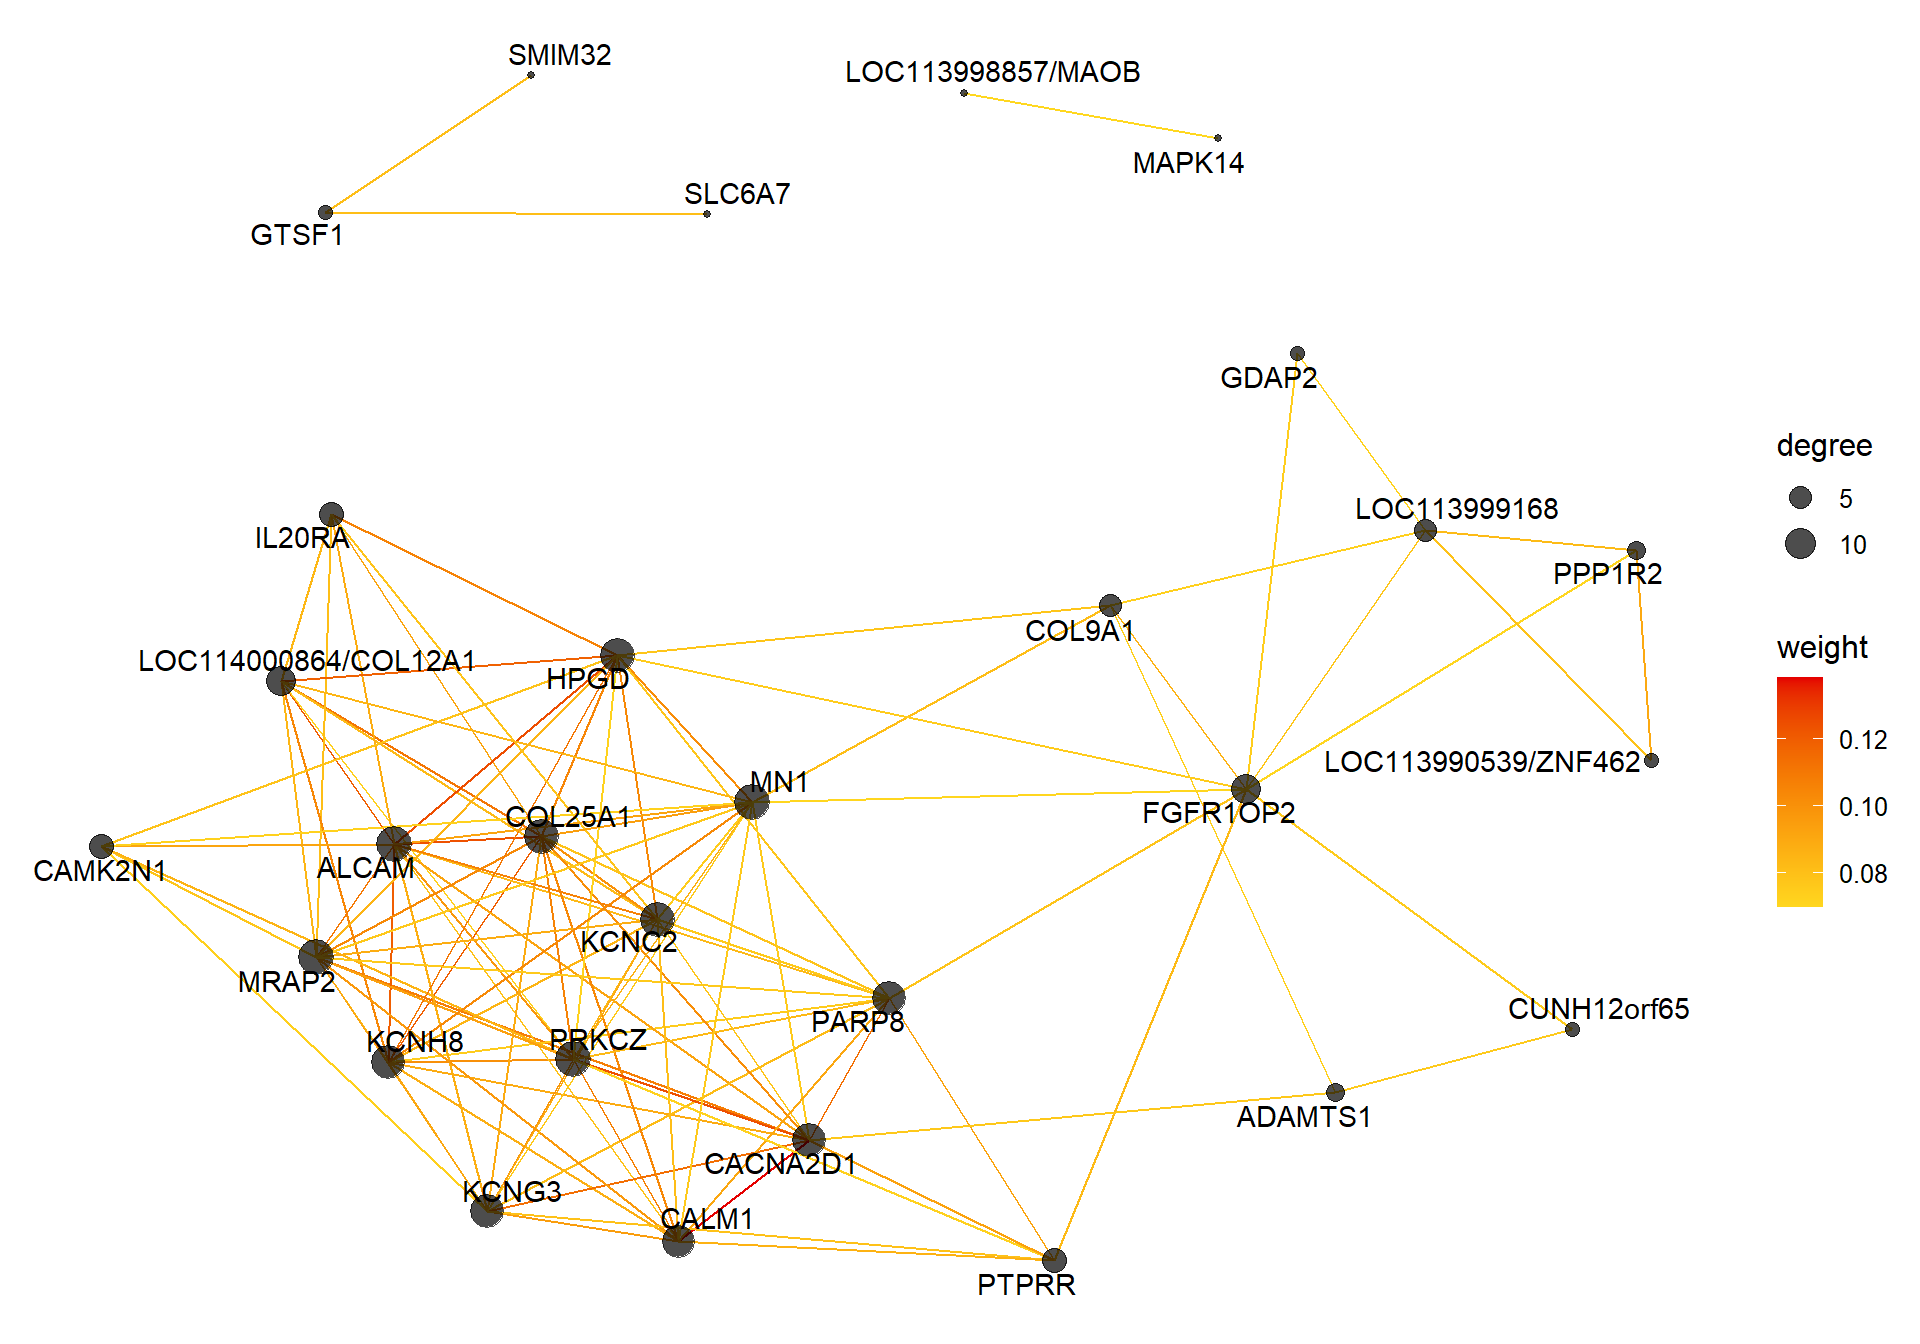 SMIM32
LOC113998857/MAOB
MAPK14
SLC6A7
GTSF1
GDAP2
degree
5
10
LOC113999168
IL20RA
PPP1R2
COL9A1
weight
0.12
0.10
0.08
LOC114000864/COL12A1
HPGD
LOC113990539/ZNF462
MN1
FGFR1OP2
COL25A1
CAMK2N1
ALCAM
KCNC2
MRAP2
CUNH12orf65
PARP8
KCNH8
PRKCZ
ADAMTS1
CACNA2D1
KCNG3
CALM1
PTPRR